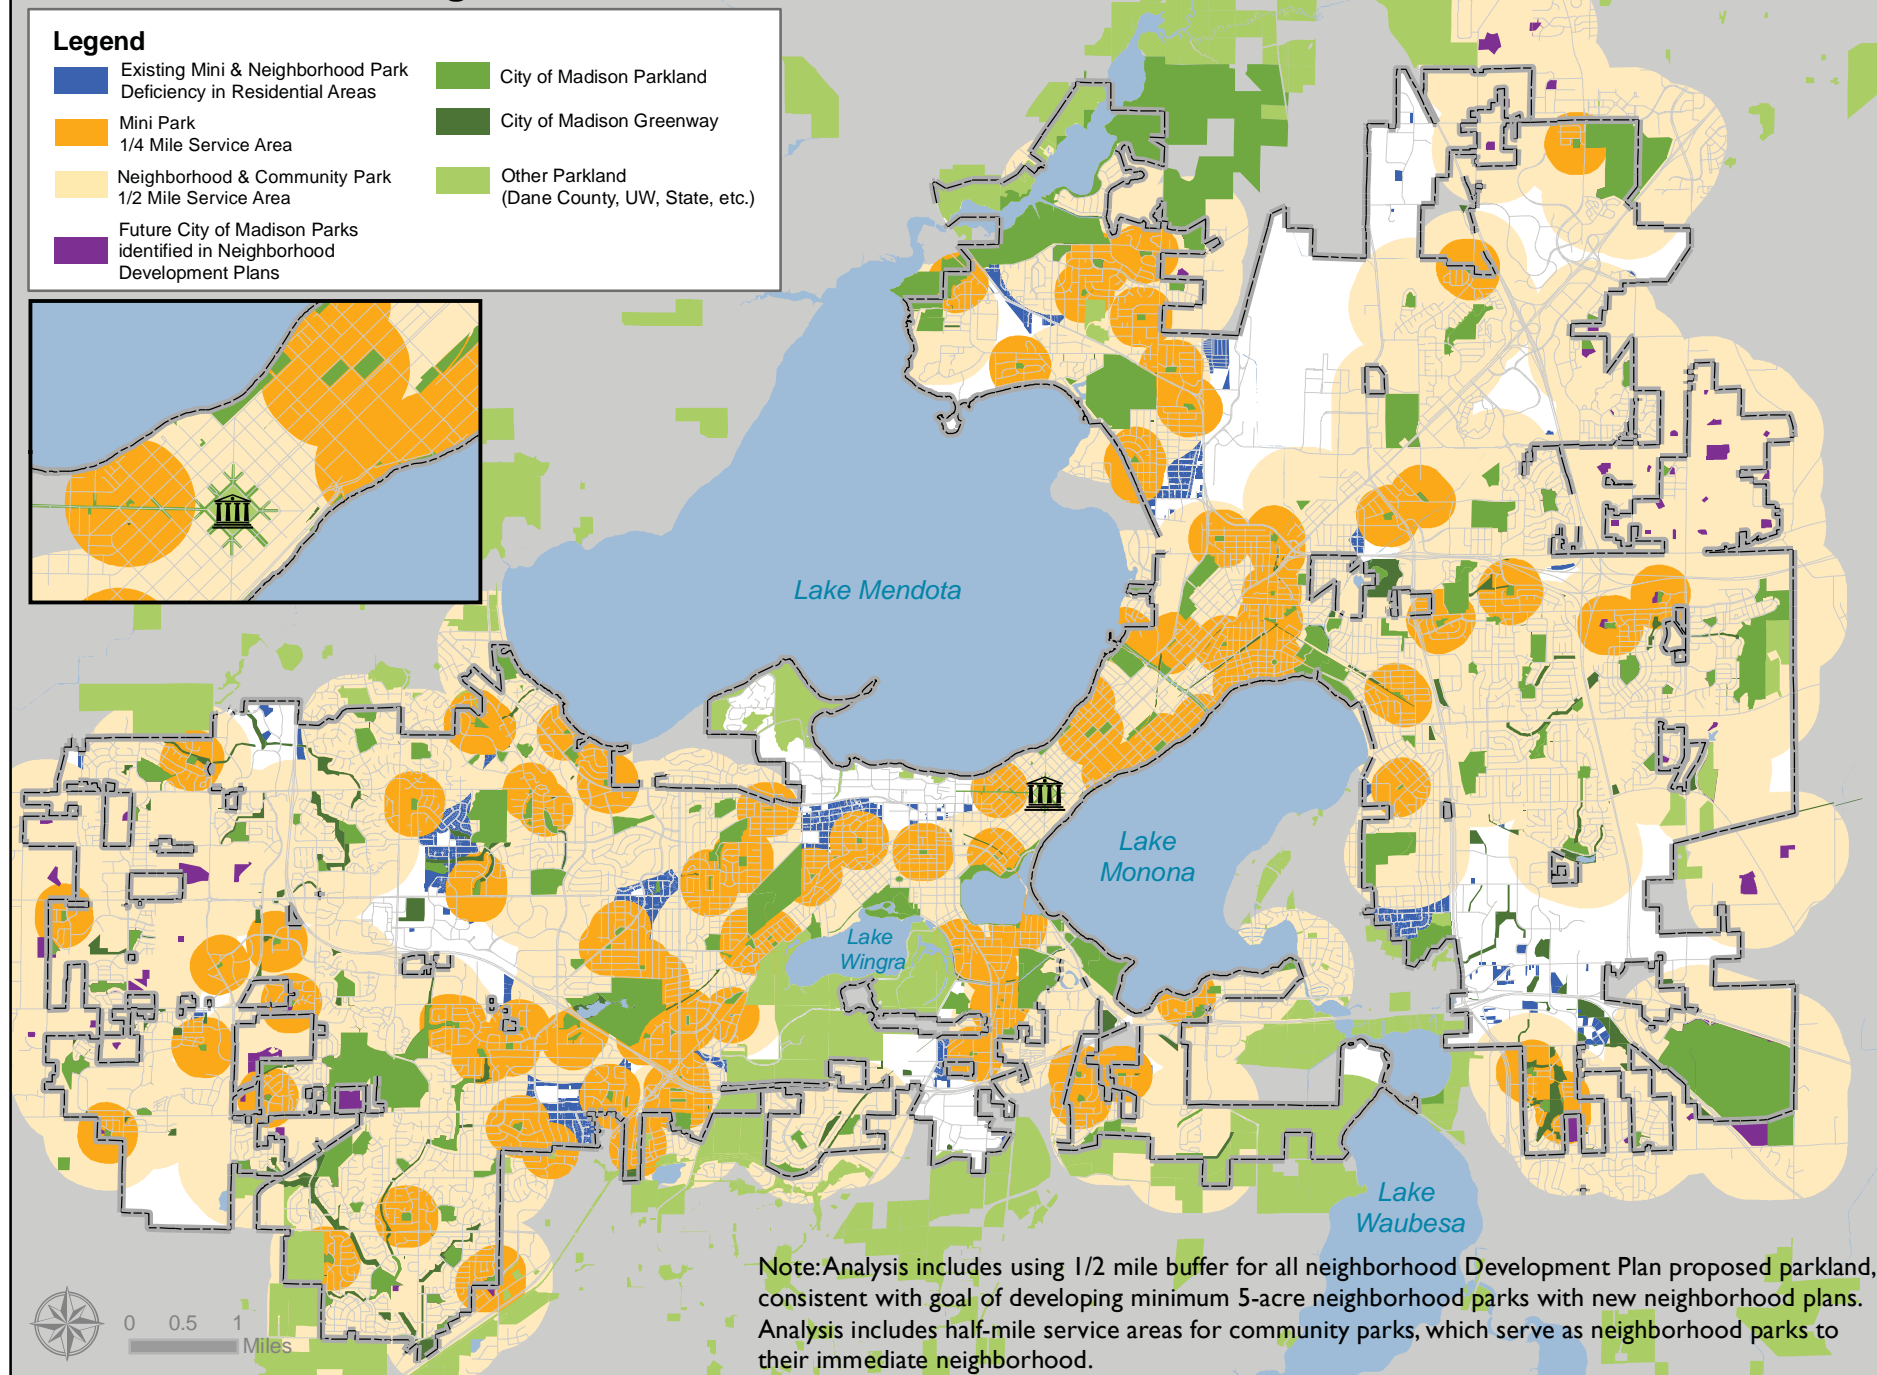 Legend
Existing Mini & Neighborhood Park
Deficiency in Residential Areas
Mini Park
1/4 Mile Service Area
Neighborhood & Community Park
1/2 Mile Service Area
Future City of Madison Parks
identified in Neighborhood
Development Plans
City of Madison Parkland
City of Madison Greenway
Other Parkland
(Dane County, UW, State, etc.)
Lake Mendota
Lake
Monona
Lake
Wingra
Lake
Waubesa
Note:Analysis includes using 1/2 mile buffer for all neighborhood Development Plan proposed parkland,
consistent with goal of developing minimum 5-acre neighborhood parks with new neighborhood plans.
Analysis includes half-mile service areas for community parks, which serve as neighborhood parks to
their immediate neighborhood.
0 0.5 1
Miles